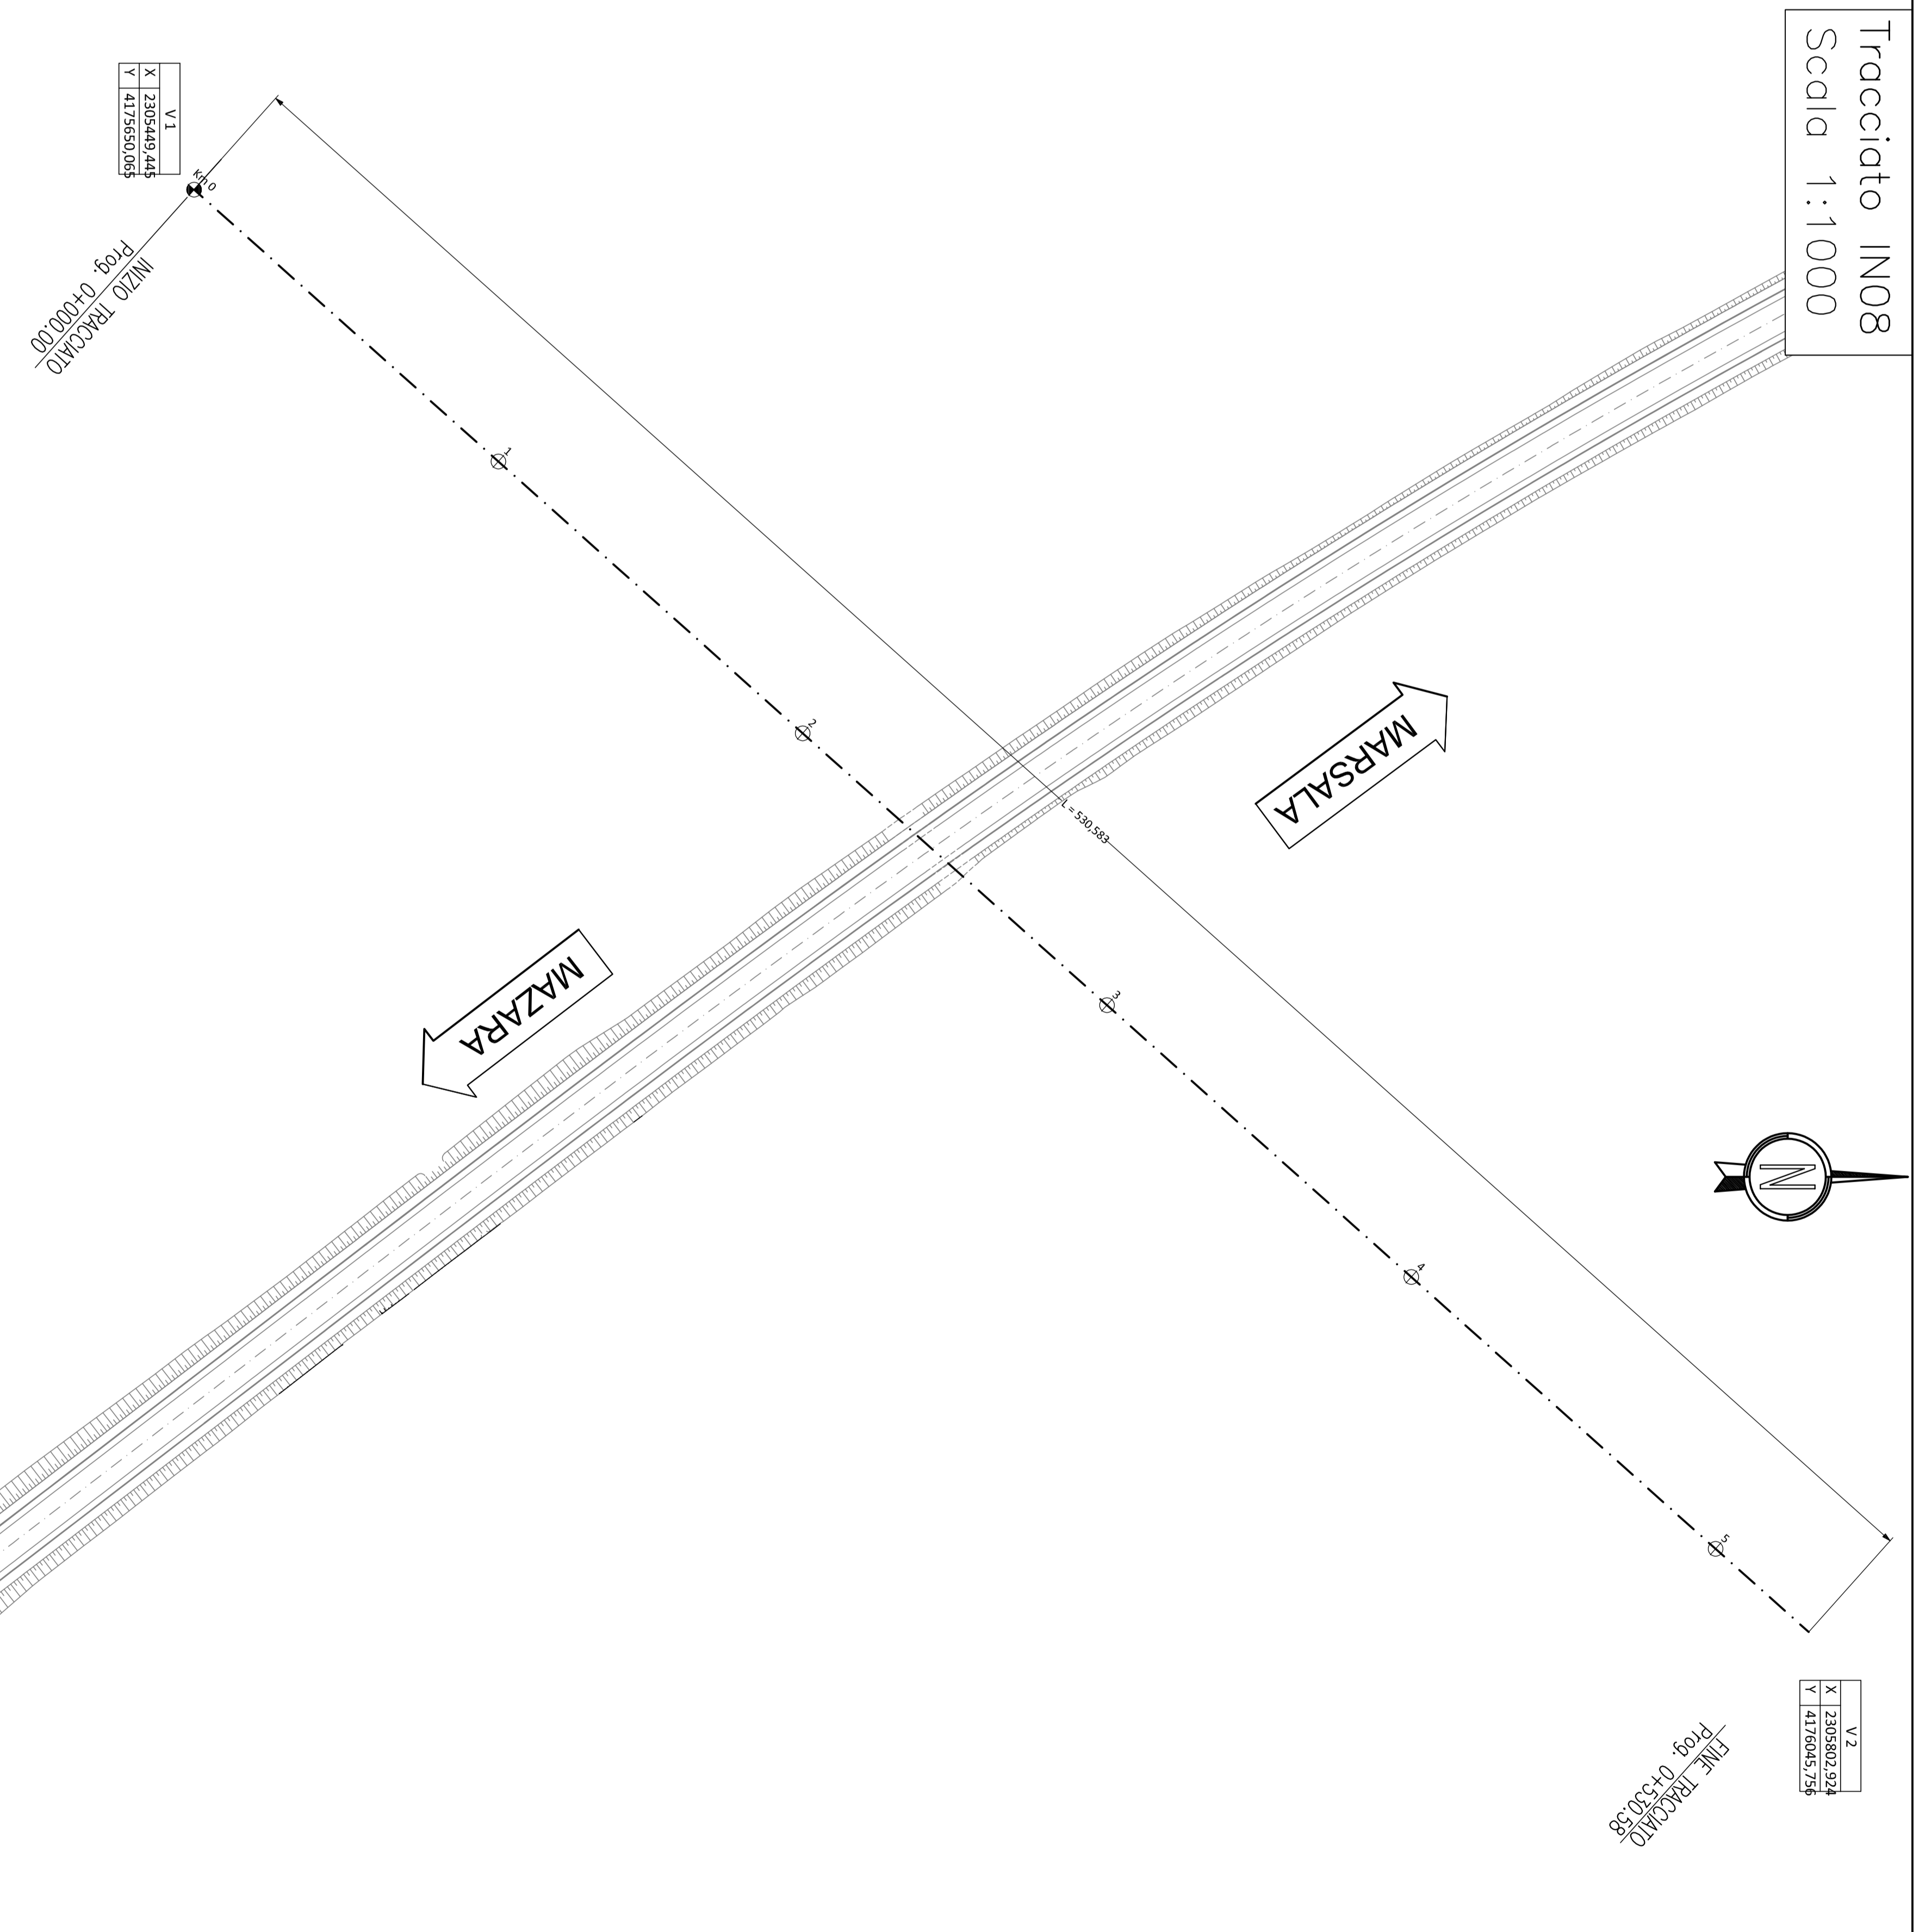 Tracciato IN08
Scala 1:1000
V 1
X 2305449,445
Y 4175650,065
Km 0
INIZIO TRACCIATO
Prog. 0+000.00
1
2
L = 530,583
3
4
5
MARSALA
MAZARA
N
V 2
X 2305802,924
Y 4176045,756
FINE TRACCIATO
Prog. 0+530.58